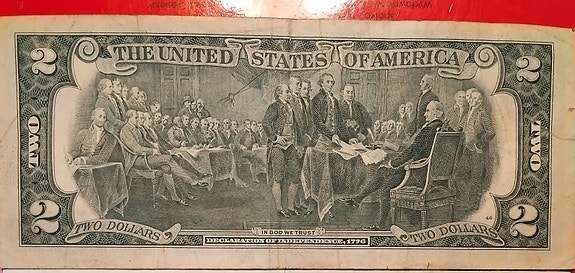 2 THE UNITED STATES OF AMERICA 2
TWO TWO
2 TWO DOLLARS IN GOD WE TRUST TWO DOLLARS 2
DECLARATION OF INDEPENDENCE, 1776